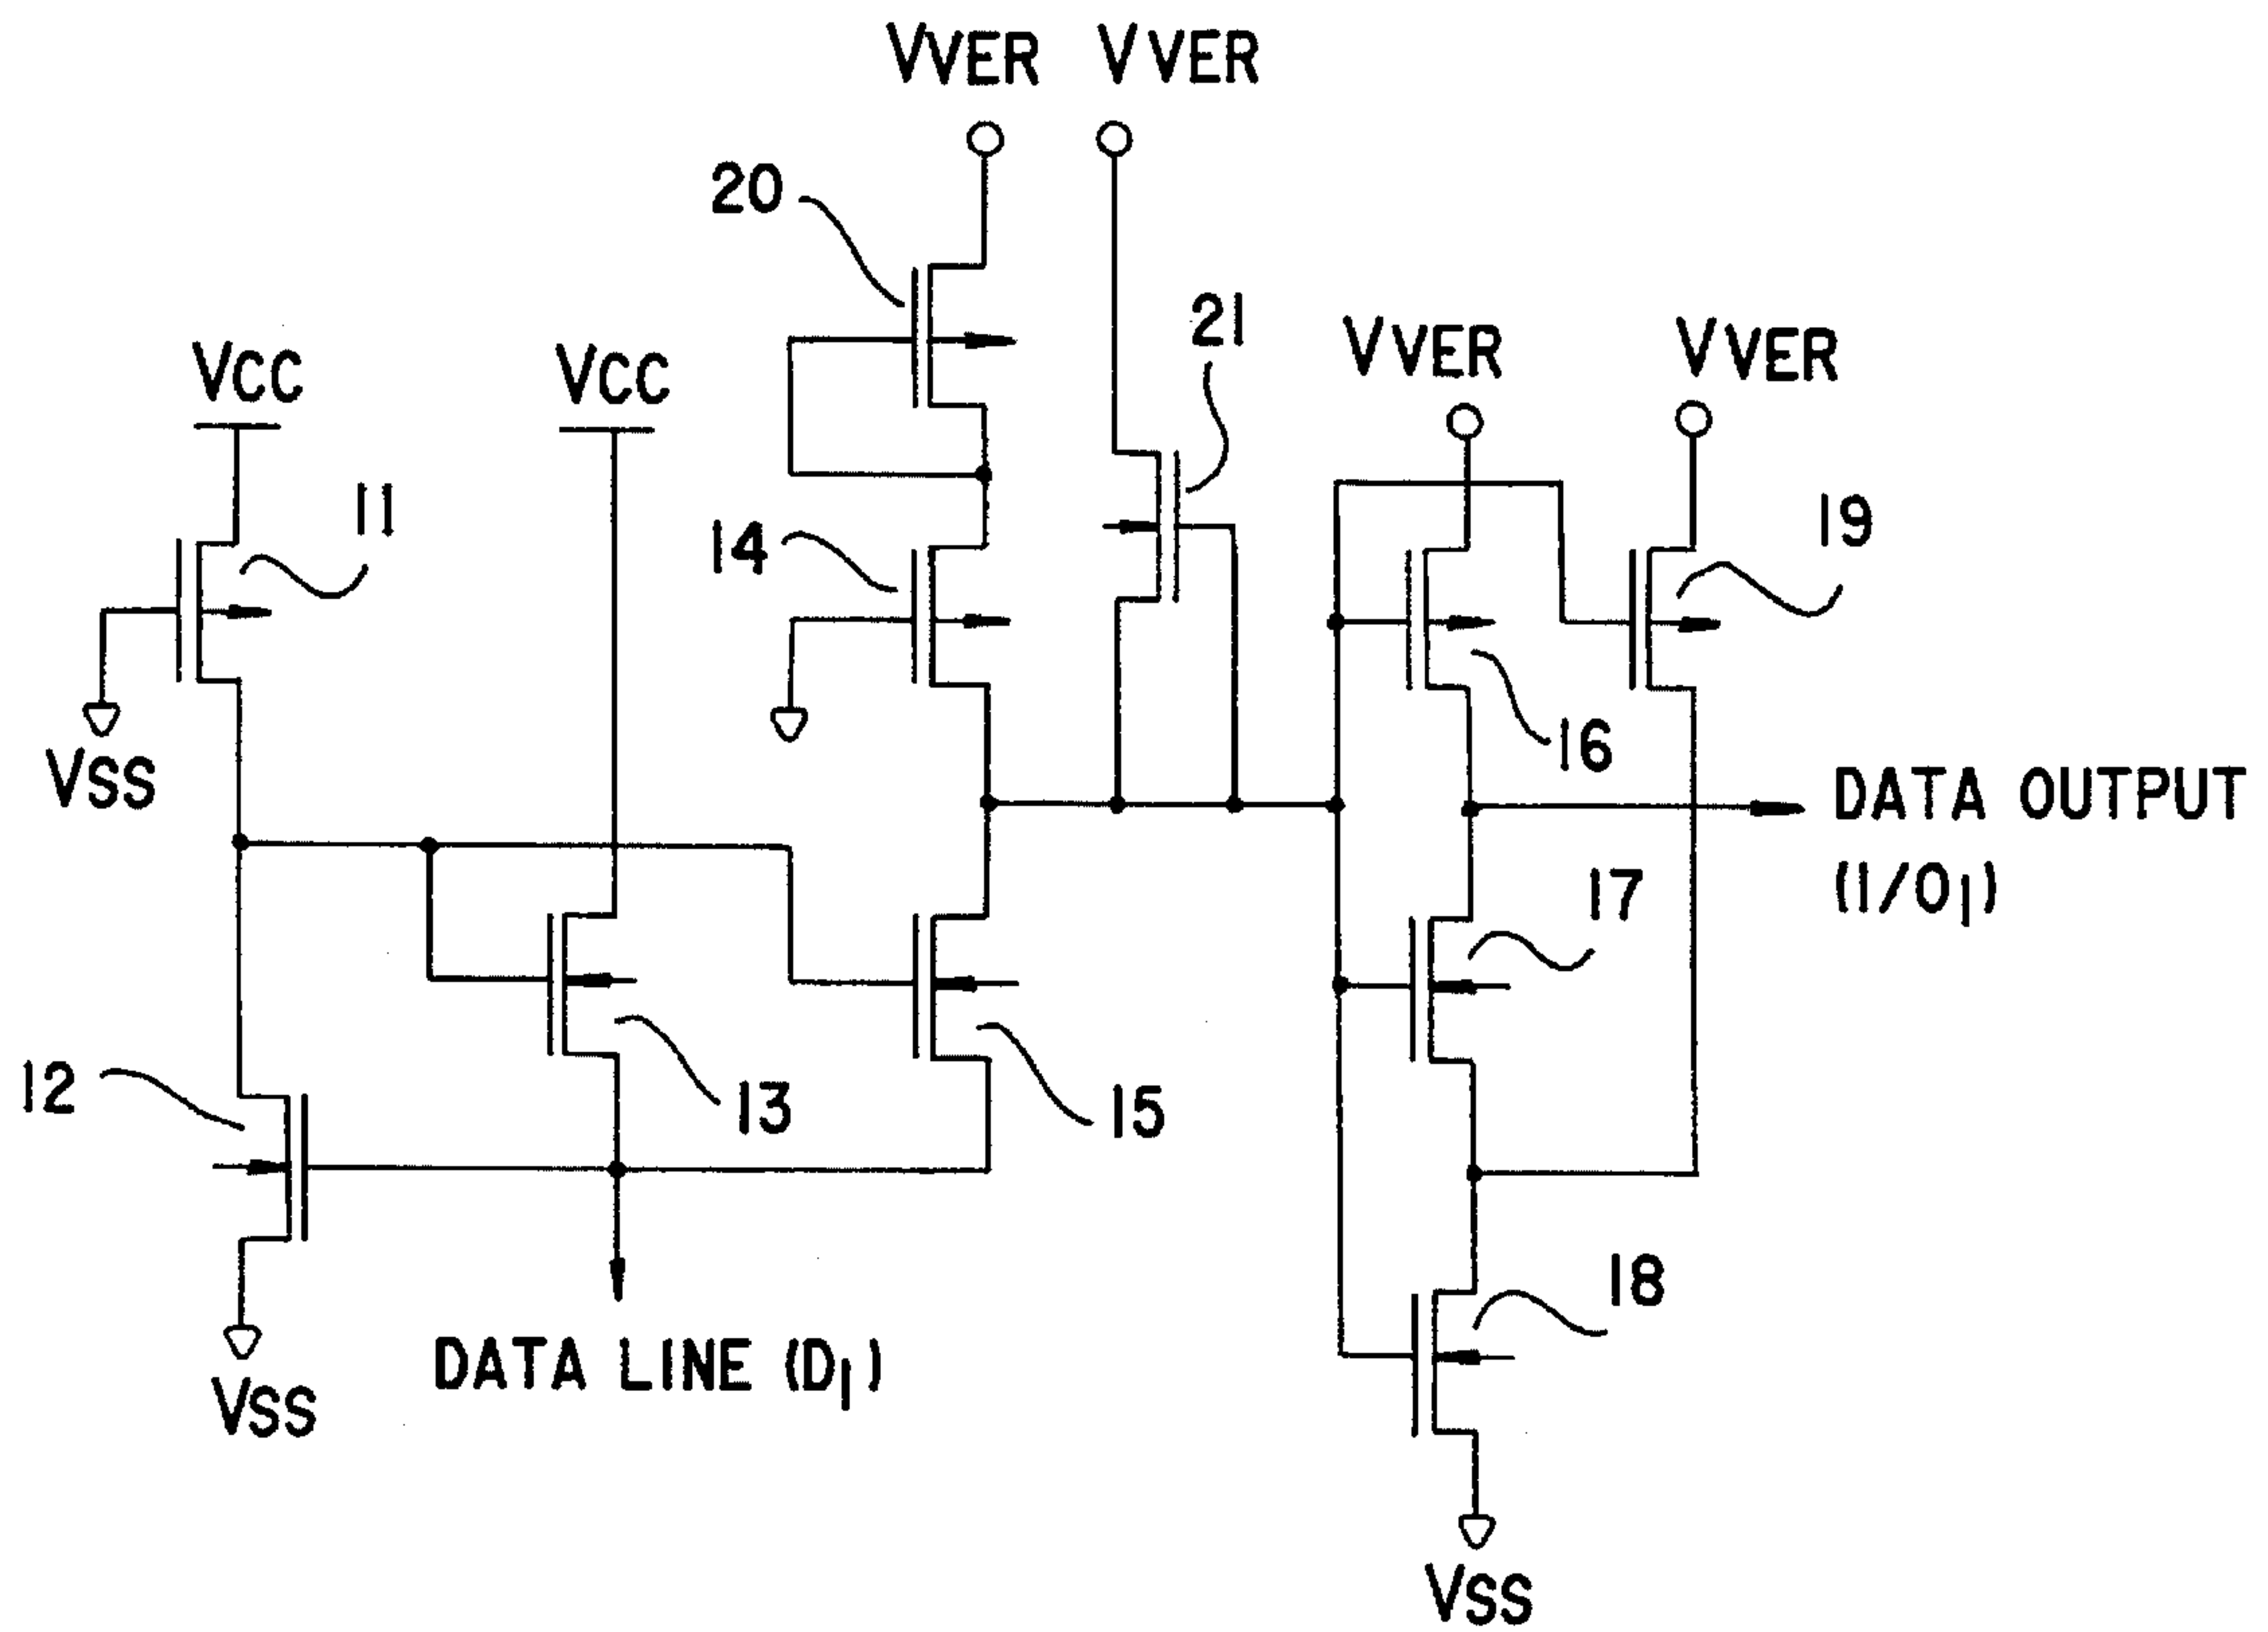 VVER VVER
20
21
VCC VCC VVER VVER
11
14
19
16
VSS
DATA OUTPUT
(I/O1)
17
12
13
15
18
DATA LINE (D1)
VSS
VSS